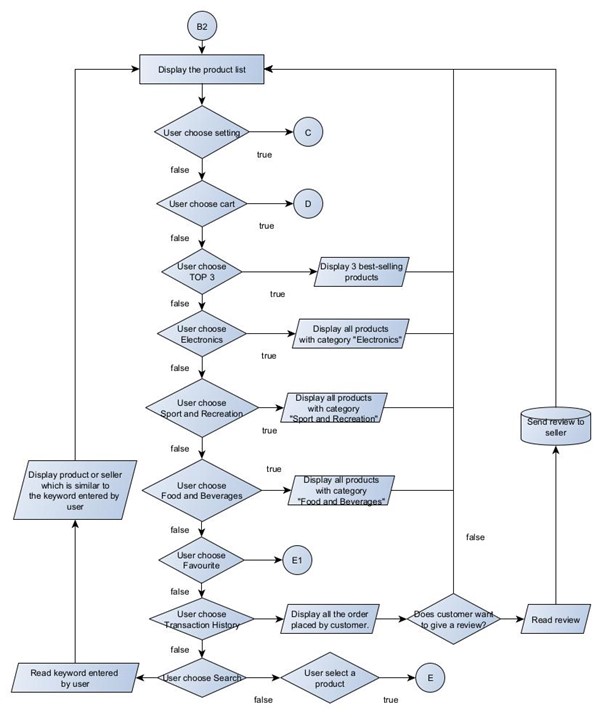 B2
Display the product list
User choose setting
C
true
false
User choose cart
D
true
false
User choose
TOP 3
Display 3 best-selling
products
true
false
User choose
Electronics
Display all products
with category "Electronics"
true
false
User choose
Sport and Recreation
Display all products
with category
"Sport and Recreation"
true
Send review to
seller
false
User choose
Food and Beverages
true
Display all products
with category
"Food and Beverages"
Display product or seller
which is similar to
the keyword entered by
user
false
false
User choose
Favourite
E1
false
User choose
Transaction History
Display all the order
placed by customer.
Does customer want
to give a review?
Read review
false
Read keyword entered
by user
User choose Search
false
User select a
product
true
E